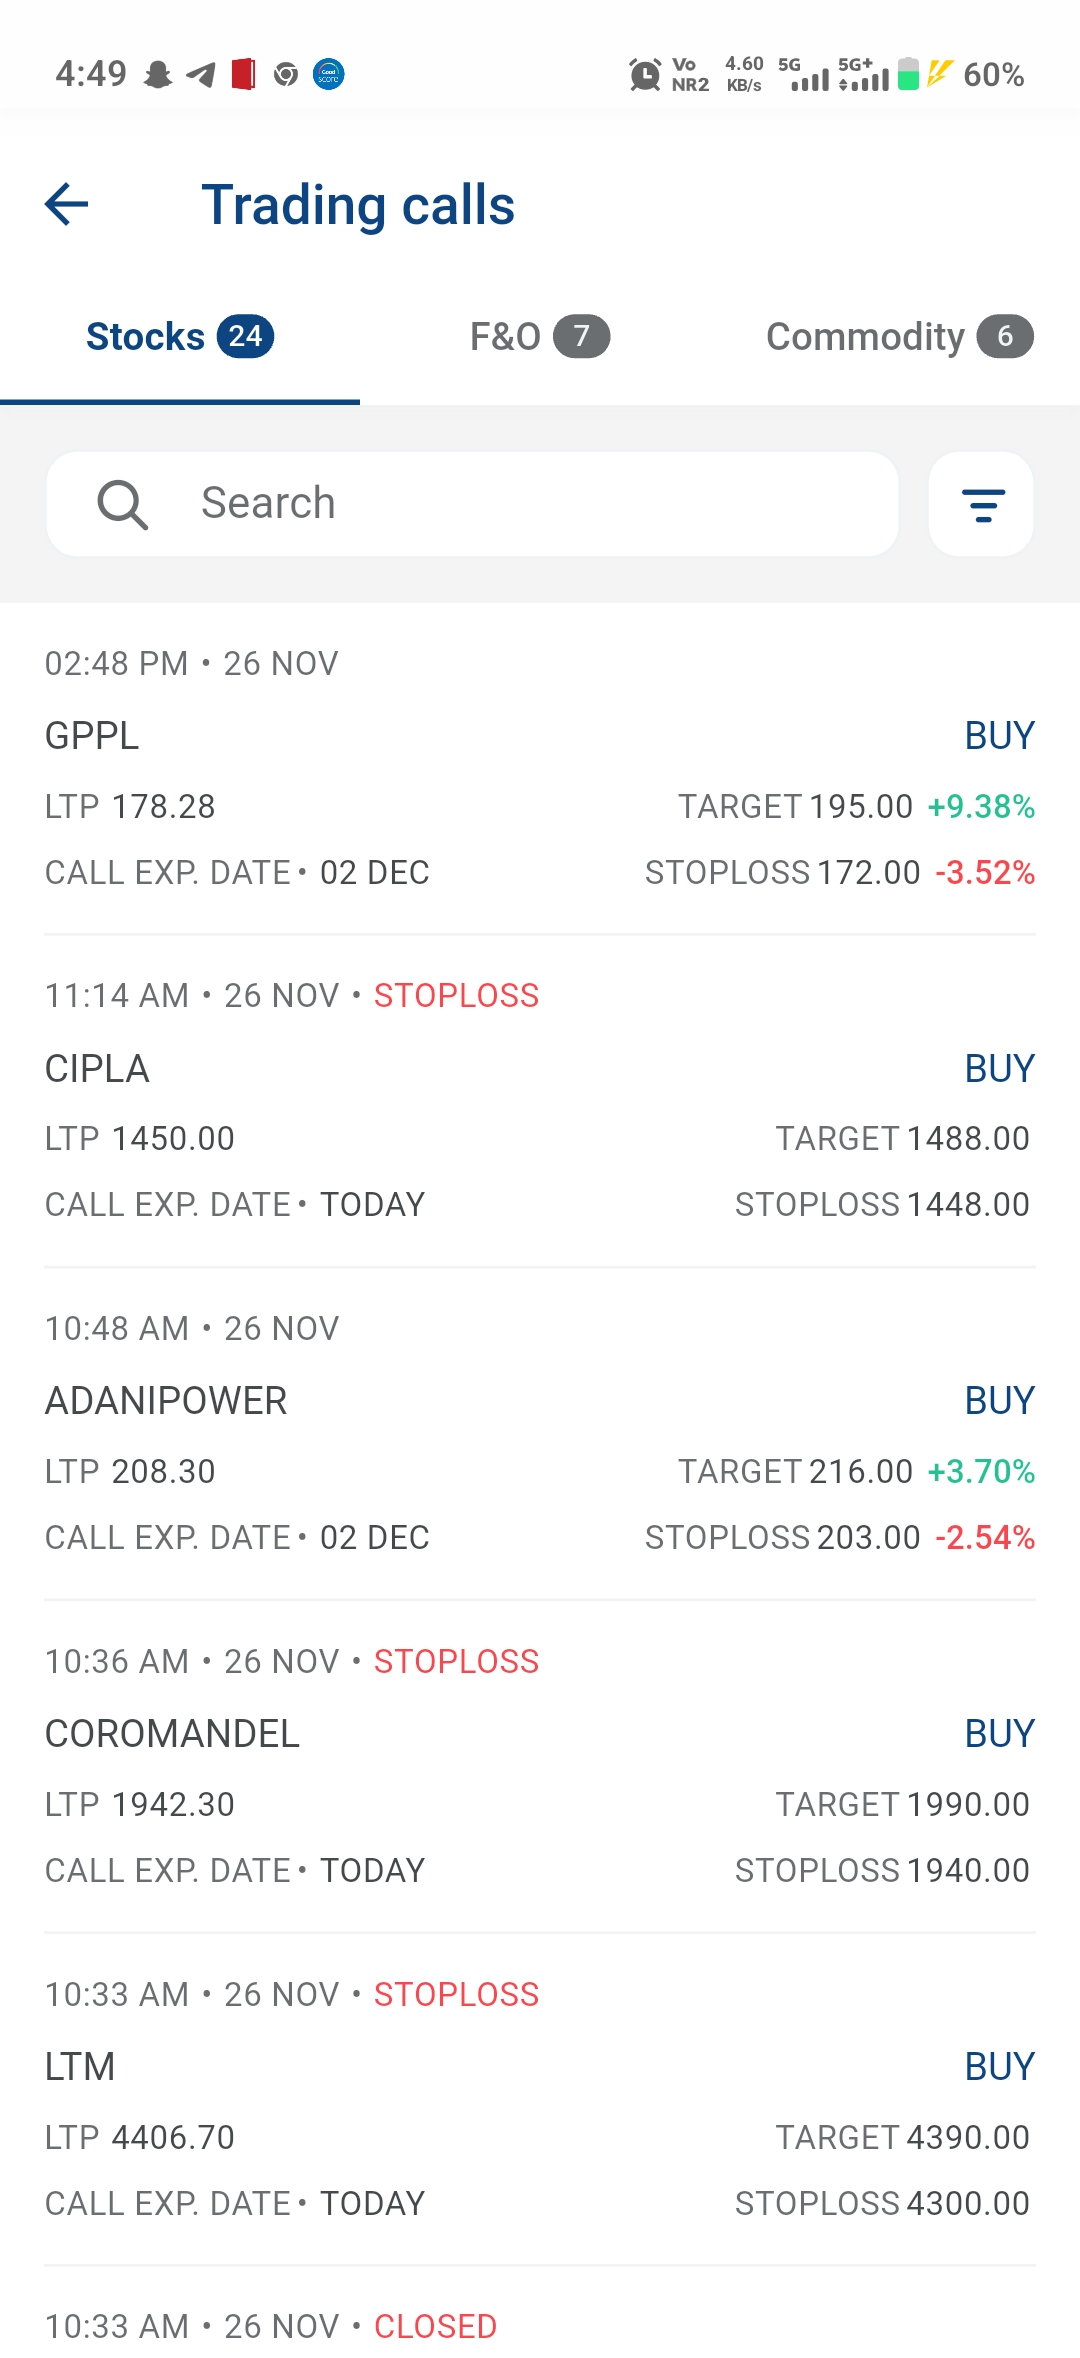 4:49 Good score Vo NR2 4.60 KB/s 5G 5G+ 60%
Trading calls
Stocks 24 F&O 7 Commodity 6
Search
02:48 PM • 26 NOV
GPPL BUY
LTP 178.28 TARGET 195.00 +9.38%
CALL EXP. DATE • 02 DEC STOPLOSS 172.00 -3.52%
11:14 AM • 26 NOV • STOPLOSS
CIPLA BUY
LTP 1450.00 TARGET 1488.00
CALL EXP. DATE • TODAY STOPLOSS 1448.00
10:48 AM • 26 NOV
ADANIPOWER BUY
LTP 208.30 TARGET 216.00 +3.70%
CALL EXP. DATE • 02 DEC STOPLOSS 203.00 -2.54%
10:36 AM • 26 NOV • STOPLOSS
COROMANDEL BUY
LTP 1942.30 TARGET 1990.00
CALL EXP. DATE • TODAY STOPLOSS 1940.00
10:33 AM • 26 NOV • STOPLOSS
LTM BUY
LTP 4406.70 TARGET 4390.00
CALL EXP. DATE • TODAY STOPLOSS 4300.00
10:33 AM • 26 NOV • CLOSED